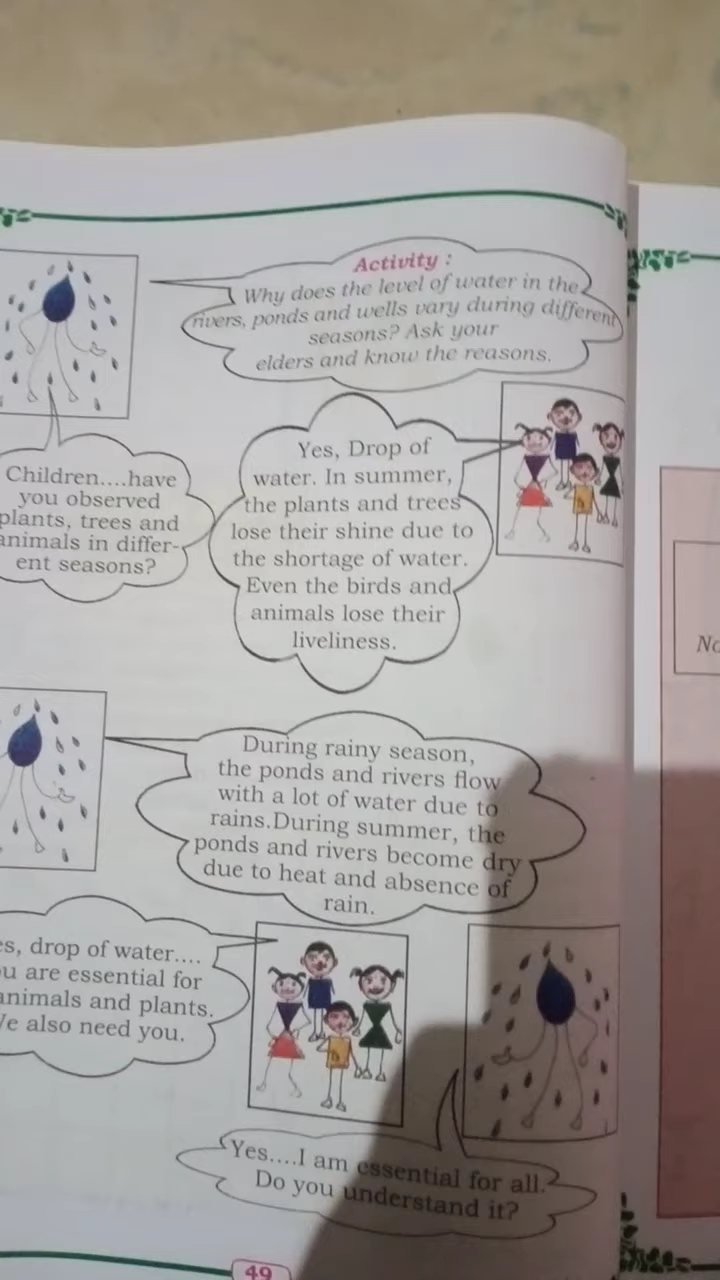 Activity :
Why does the level of water in the
rivers, ponds and wells vary during different
seasons? Ask your
elders and know the reasons.
Children....have
you observed
plants, trees and
animals in differ-
ent seasons?
Yes, Drop of
water. In summer,
the plants and trees
lose their shine due to
the shortage of water.
Even the birds and
animals lose their
liveliness.
During rainy season,
the ponds and rivers flow
with a lot of water due to
rains.During summer, the
ponds and rivers become dry
due to heat and absence of
rain.
es, drop of water....
u are essential for
animals and plants.
We also need you.
Yes....I am essential for all.
Do you understand it?
49